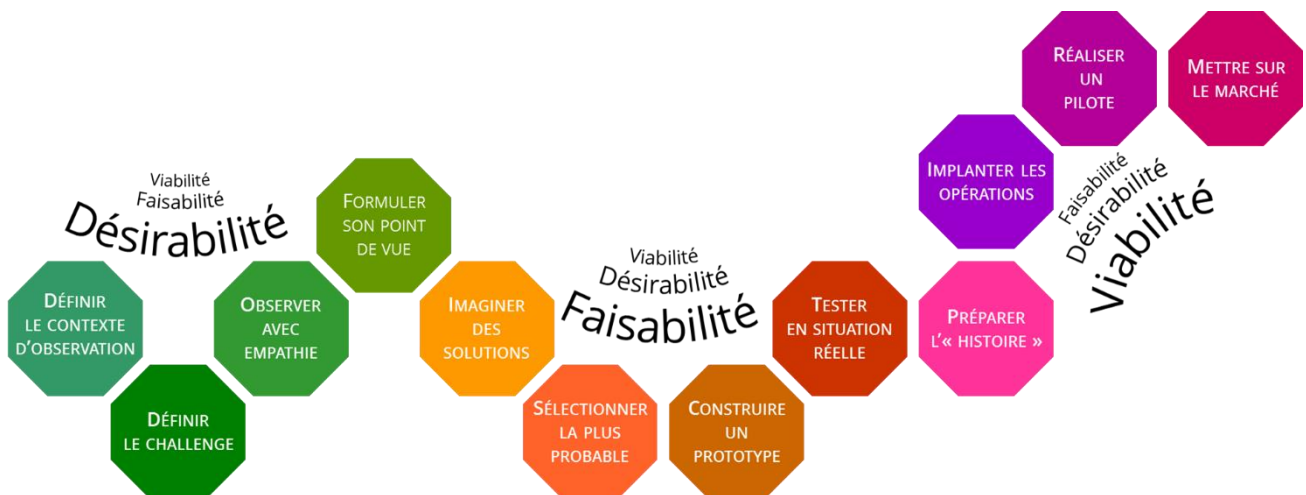 Viabilité
Faisabilité
Désirabilité
DÉFINIR
LE CONTEXTE
D'OBSERVATION
DÉFINIR
LE CHALLENGE
OBSERVER
AVEC
EMPATHIE
FORMULER
SON POINT
DE VUE
IMAGINER
DES
SOLUTIONS
Viabilité
Désirabilité
Faisabilité
SÉLECTIONNER
LA PLUS
PROBABLE
CONSTRUIRE
UN
PROTOTYPE
TESTER
EN SITUATION
RÉELLE
PRÉPARER
L'« HISTOIRE »
IMPLANTER LES
OPÉRATIONS
RÉALISER
UN
PILOTE
METTRE SUR
LE MARCHÉ
Faisabilité
Désirabilité
Viabilité